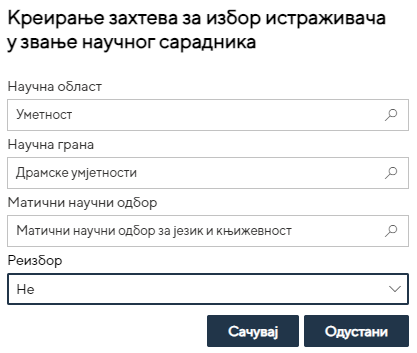 Креирање захтева за избор истраживача
у звање научног сарадника
Научна област
Уметност
Научна грана
Драмске умјетности
Матични научни одбор
Матични научни одбор за језик и књижевност
Реизбор
Не
Сачувај
Одустани